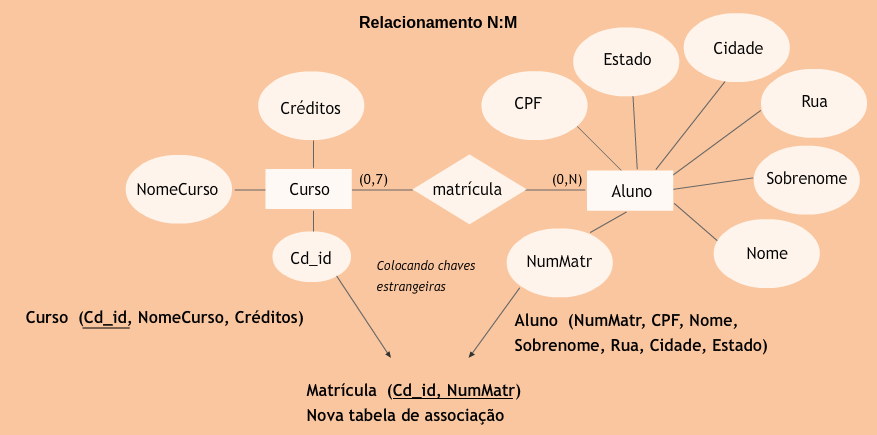 Relacionamento N:M
Estado
Cidade
Créditos
CPF
Rua
NomeCurso
Curso
(0,7)
matrícula
(0,N)
Aluno
Sobrenome
Cd_id
Colocando chaves
estrangeiras
NumMatr
Nome
Curso (Cd_id, NomeCurso, Créditos)
Aluno (NumMatr, CPF, Nome,
Sobrenome, Rua, Cidade, Estado)
Matrícula (Cd_id, NumMatr)
Nova tabela de associação